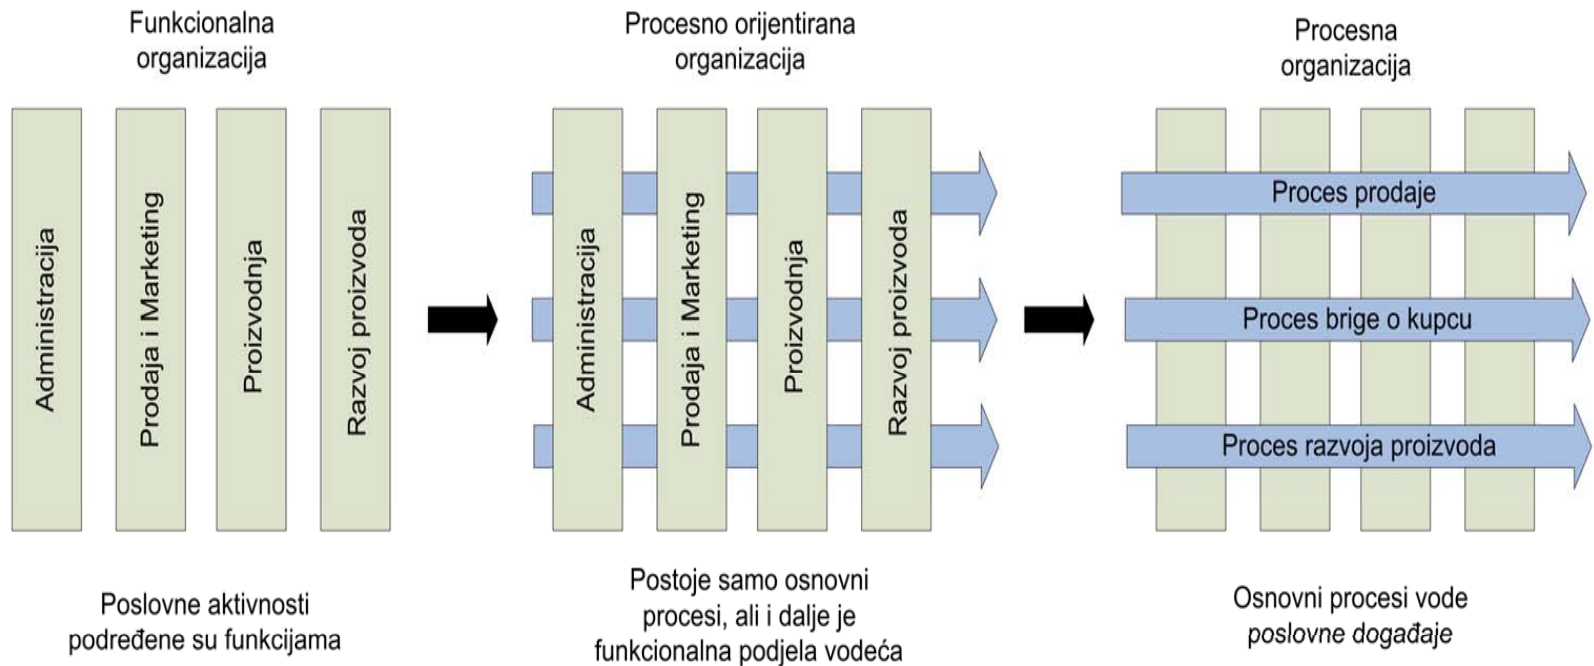 Funkcionalna
organizacija
Administracija
Prodaja i Marketing
Proizvodnja
Razvoj proizvoda
Poslovne aktivnosti
podređene su funkcijama
Procesno orijentirana
organizacija
Administracija
Prodaja i Marketing
Proizvodnja
Razvoj proizvoda
Postoje samo osnovni
procesi, ali i dalje je
funkcionalna podjela vodeća
Procesna
organizacija
Proces prodaje
Proces brige o kupcu
Proces razvoja proizvoda
Osnovni procesi vode
poslovne događaje